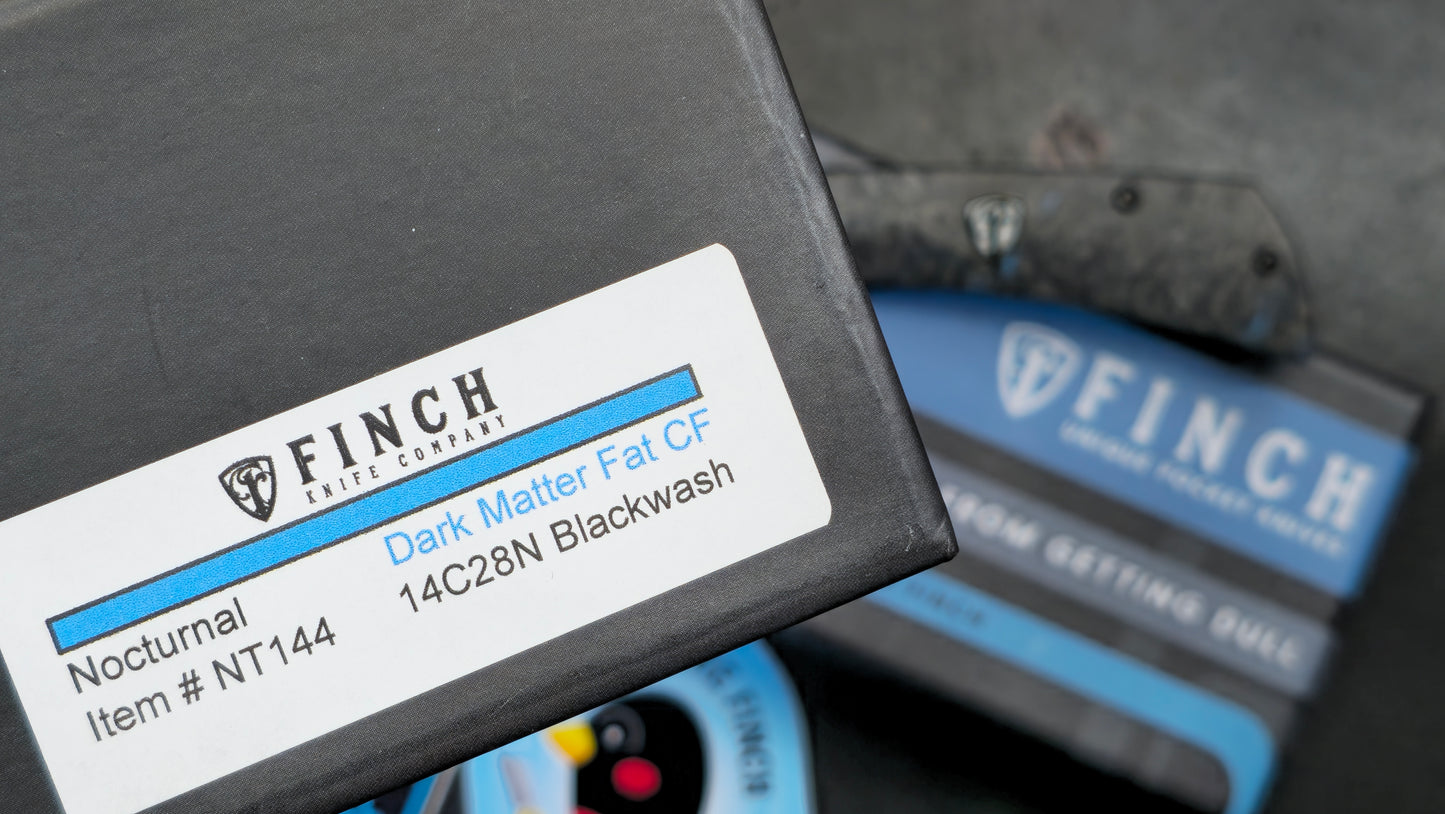 FINCH
KNIFE COMPANY
Nocturnal
Dark Matter Fat CF
Item # NT144
14C28N Blackwash
FINCH
UNIQUE POCKET KNIVES
FROM GETTING DULL
FINCH